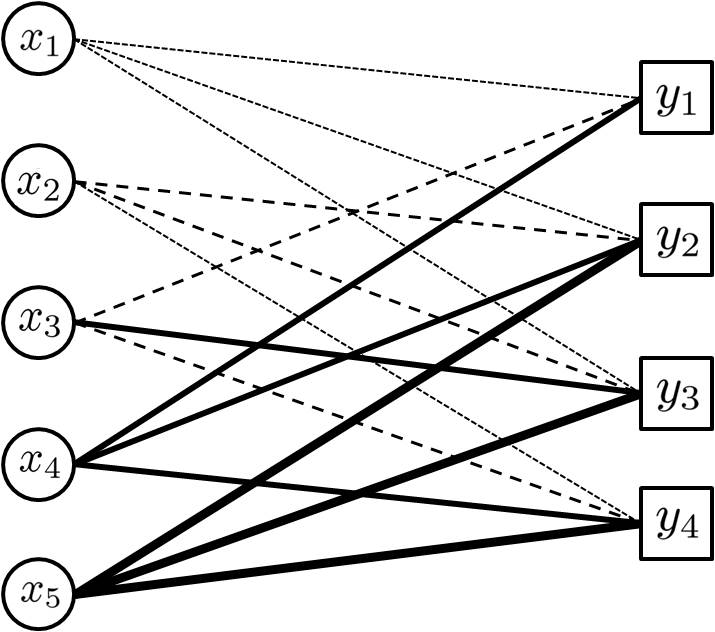 x₁
x₂
x₃
x₄
x₅
y₁
y₂
y₃
y₄